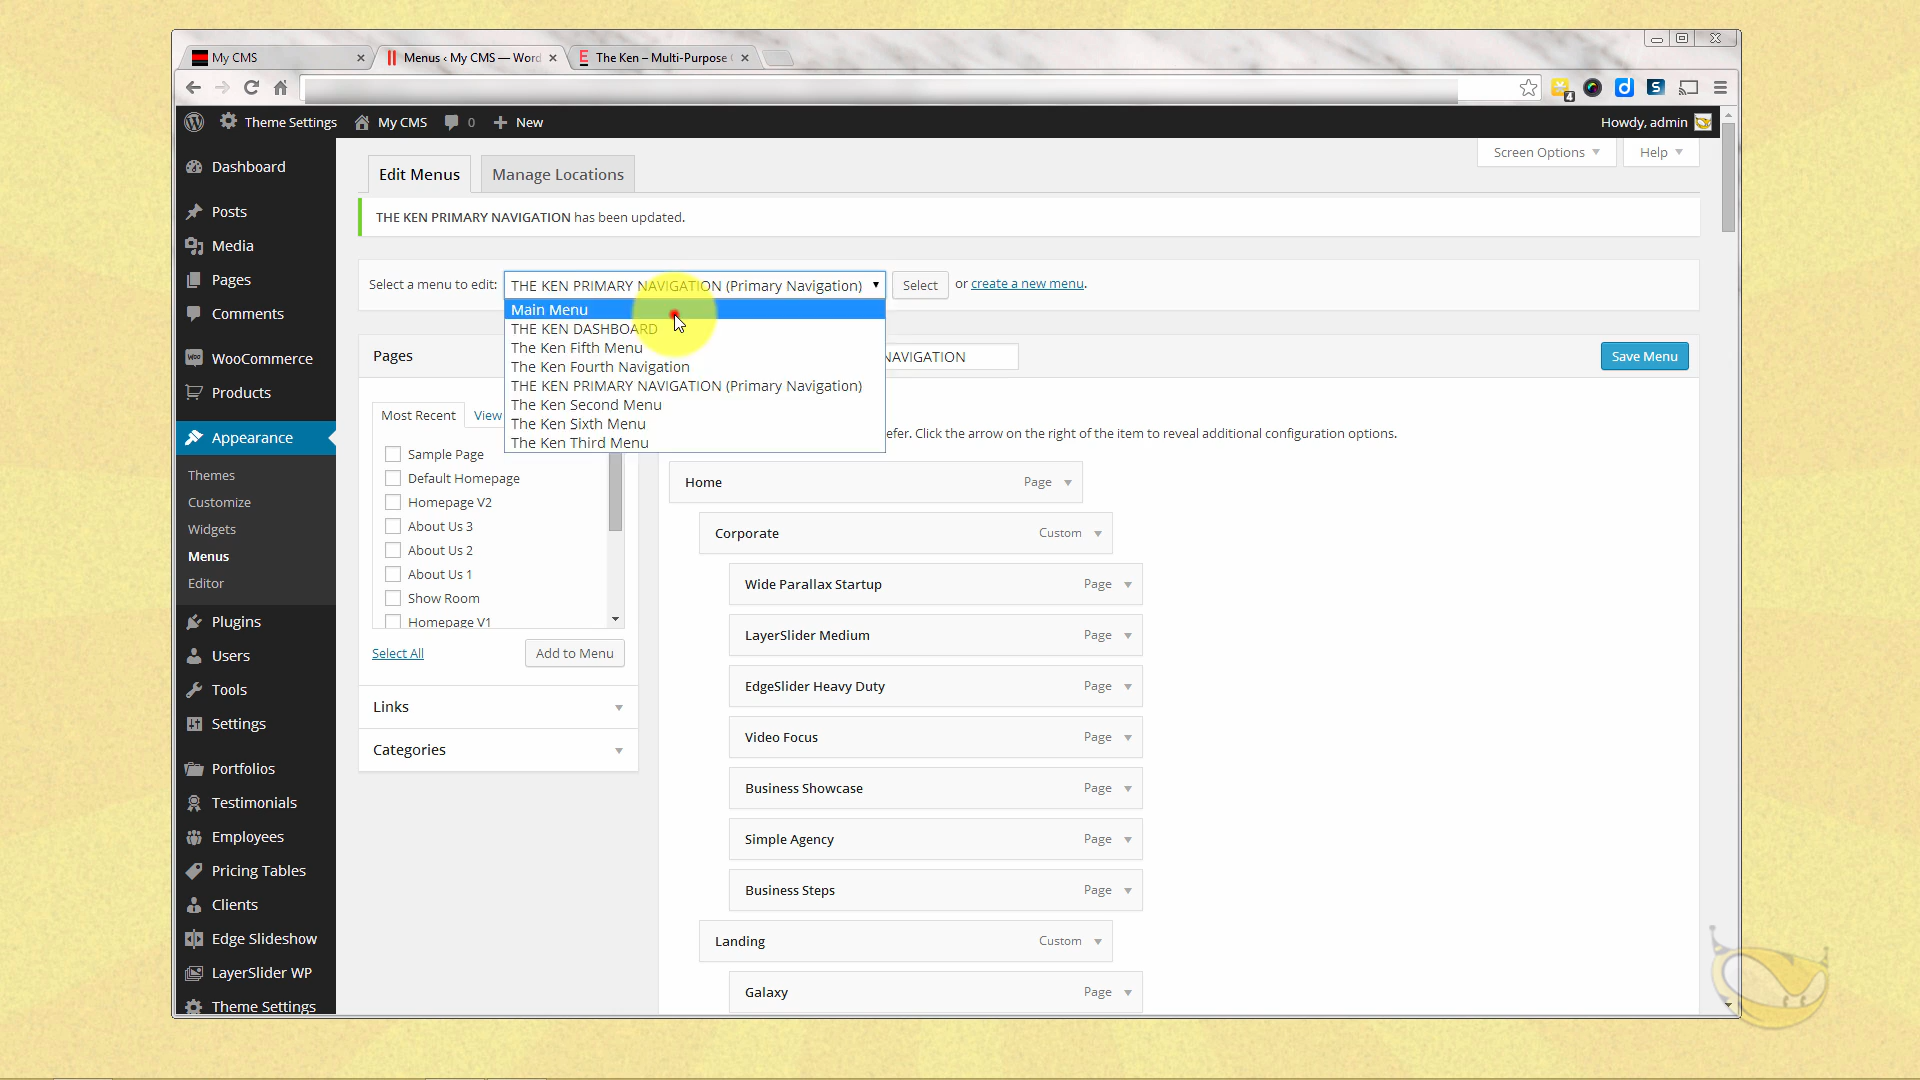 My CMS
Menus ‹ My CMS — Word
The Ken – Multi-Purpose
4
Theme Settings
My CMS
0
New
Howdy, admin
Screen Options
Help
Dashboard
Posts
Media
Pages
Comments
WooCommerce
Products
Appearance
Themes
Customize
Widgets
Menus
Editor
Plugins
Users
Tools
Settings
Portfolios
Testimonials
Employees
Pricing Tables
Clients
Edge Slideshow
LayerSlider WP
Theme Settings
Edit Menus
Manage Locations
THE KEN PRIMARY NAVIGATION has been updated.
Select a menu to edit:
THE KEN PRIMARY NAVIGATION (Primary Navigation)
Select
or create a new menu.
Main Menu
THE KEN DASHBOARD
The Ken Fifth Menu
The Ken Fourth Navigation
THE KEN PRIMARY NAVIGATION (Primary Navigation)
The Ken Second Menu
The Ken Sixth Menu
The Ken Third Menu
Pages
NAVIGATION
Save Menu
Most Recent
View
Sample Page
Default Homepage
Homepage V2
About Us 3
About Us 2
About Us 1
Show Room
Homepage V1
Select All
Add to Menu
Links
Categories
efer. Click the arrow on the right of the item to reveal additional configuration options.
Home Page
Corporate Custom
Wide Parallax Startup Page
LayerSlider Medium Page
EdgeSlider Heavy Duty Page
Video Focus Page
Business Showcase Page
Simple Agency Page
Business Steps Page
Landing Custom
Galaxy Page